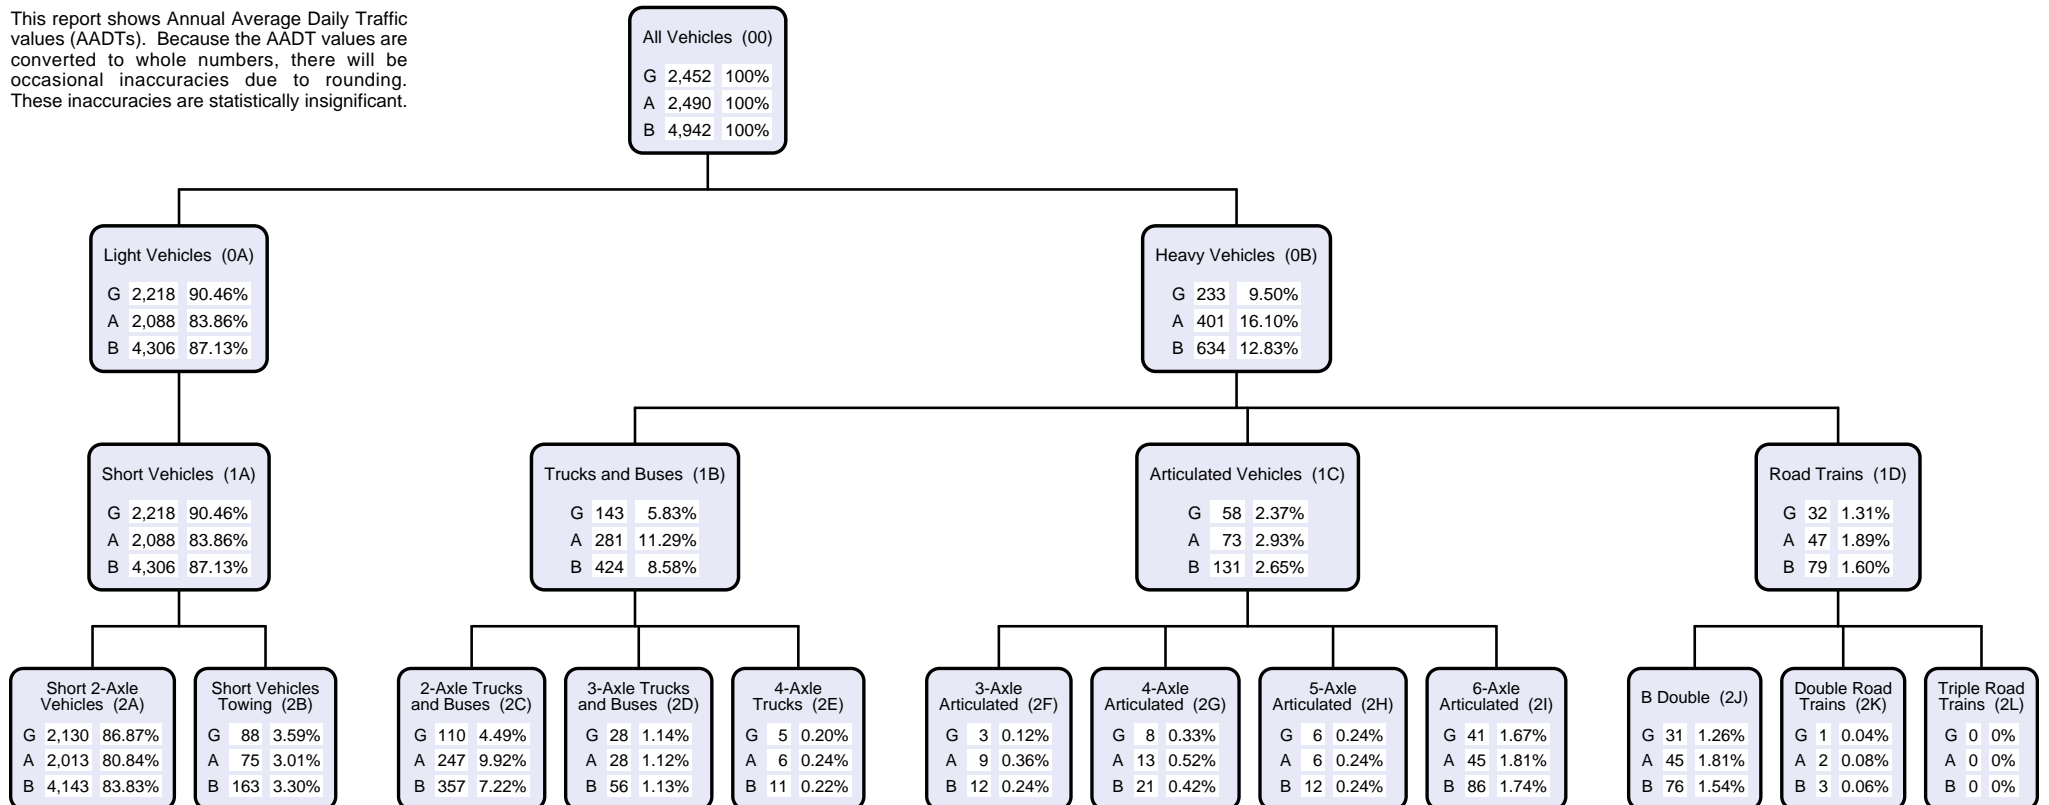 This report shows Annual Average Daily Traffic
values (AADTs). Because the AADT values are
converted to whole numbers, there will be
occasional inaccuracies due to rounding.
These inaccuracies are statistically insignificant.
All Vehicles (00)
G 2,452 100%
A 2,490 100%
B 4,942 100%
Light Vehicles (0A)
G 2,218 90.46%
A 2,088 83.86%
B 4,306 87.13%
Heavy Vehicles (0B)
G 233 9.50%
A 401 16.10%
B 634 12.83%
Short Vehicles (1A)
G 2,218 90.46%
A 2,088 83.86%
B 4,306 87.13%
Trucks and Buses (1B)
G 143 5.83%
A 281 11.29%
B 424 8.58%
Articulated Vehicles (1C)
G 58 2.37%
A 73 2.93%
B 131 2.65%
Road Trains (1D)
G 32 1.31%
A 47 1.89%
B 79 1.60%
Short 2-Axle
Vehicles (2A)
G 2,130 86.87%
A 2,013 80.84%
B 4,143 83.83%
Short Vehicles
Towing (2B)
G 88 3.59%
A 75 3.01%
B 163 3.30%
2-Axle Trucks
and Buses (2C)
G 110 4.49%
A 247 9.92%
B 357 7.22%
3-Axle Trucks
and Buses (2D)
G 28 1.14%
A 28 1.12%
B 56 1.13%
4-Axle
Trucks (2E)
G 5 0.20%
A 6 0.24%
B 11 0.22%
3-Axle
Articulated (2F)
G 3 0.12%
A 9 0.36%
B 12 0.24%
4-Axle
Articulated (2G)
G 8 0.33%
A 13 0.52%
B 21 0.42%
5-Axle
Articulated (2H)
G 6 0.24%
A 6 0.24%
B 12 0.24%
6-Axle
Articulated (2I)
G 41 1.67%
A 45 1.81%
B 86 1.74%
B Double (2J)
G 31 1.26%
A 45 1.81%
B 76 1.54%
Double Road
Trains (2K)
G 1 0.04%
A 2 0.08%
B 3 0.06%
Triple Road
Trains (2L)
G 0 0%
A 0 0%
B 0 0%